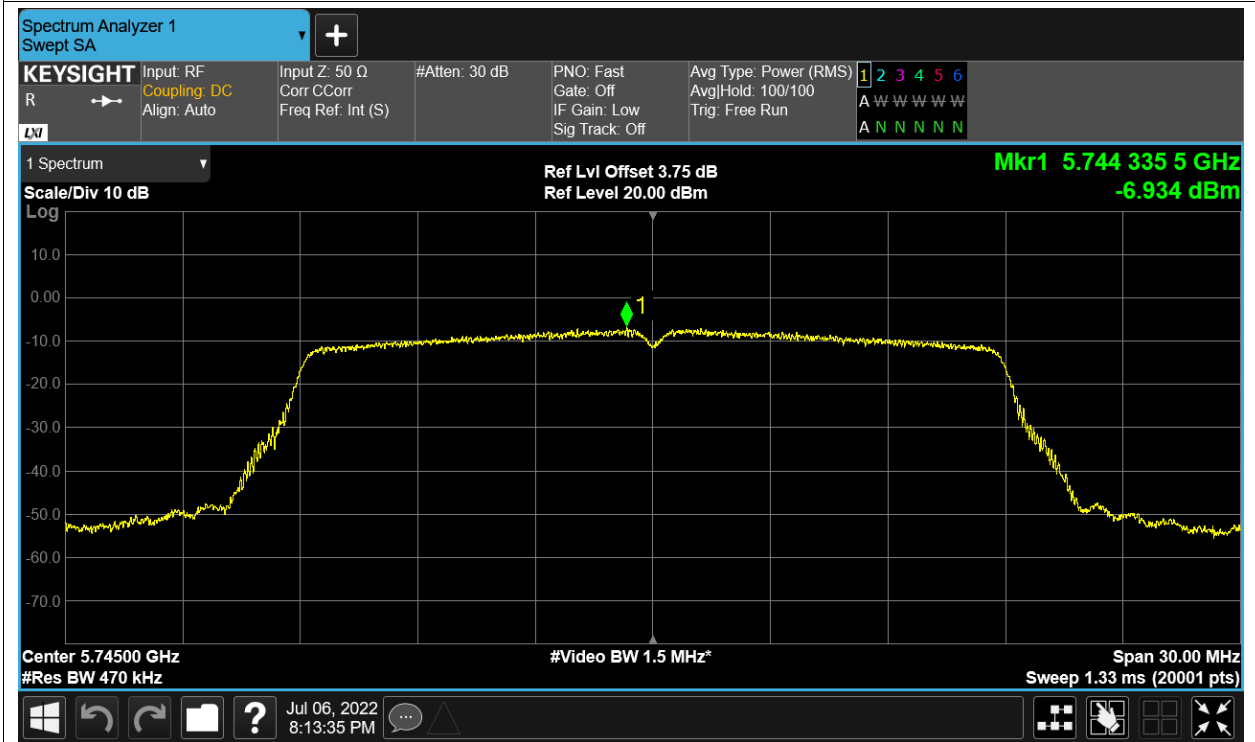 Spectrum Analyzer 1
Swept SA
KEYSIGHT
R
LXI
Input: RF
Coupling: DC
Align: Auto
Input Z: 50 Ω
Corr CCorr
Freq Ref: Int (S)
#Atten: 30 dB
PNO: Fast
Gate: Off
IF Gain: Low
Sig Track: Off
Avg Type: Power (RMS)
Avg|Hold: 100/100
Trig: Free Run
1 2 3 4 5 6
A W W W W W
A N N N N N
1 Spectrum
Scale/Div 10 dB
Log
Ref Lvl Offset 3.75 dB
Ref Level 20.00 dBm
Mkr1 5.744 335 5 GHz
-6.934 dBm
10.0
0.00
-10.0
-20.0
-30.0
-40.0
-50.0
-60.0
-70.0
1
Center 5.74500 GHz
#Res BW 470 kHz
#Video BW 1.5 MHz*
Span 30.00 MHz
Sweep 1.33 ms (20001 pts)
?
Jul 06, 2022
8:13:35 PM